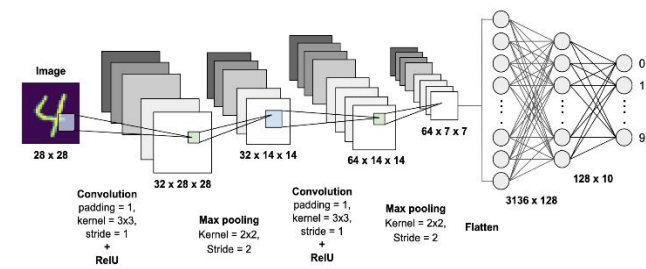 Image
28 x 28
32 x 28 x 28
32 x 14 x 14
64 x 14 x 14
64 x 7 x 7
0
1
9
3136 x 128
128 x 10
Convolution
padding = 1,
kernel = 3x3,
stride = 1
+
RelU
Max pooling
Kernel = 2x2,
Stride = 2
Convolution
padding = 1,
kernel = 3x3,
stride = 1
+
RelU
Max pooling
Kernel = 2x2,
Stride = 2
Flatten